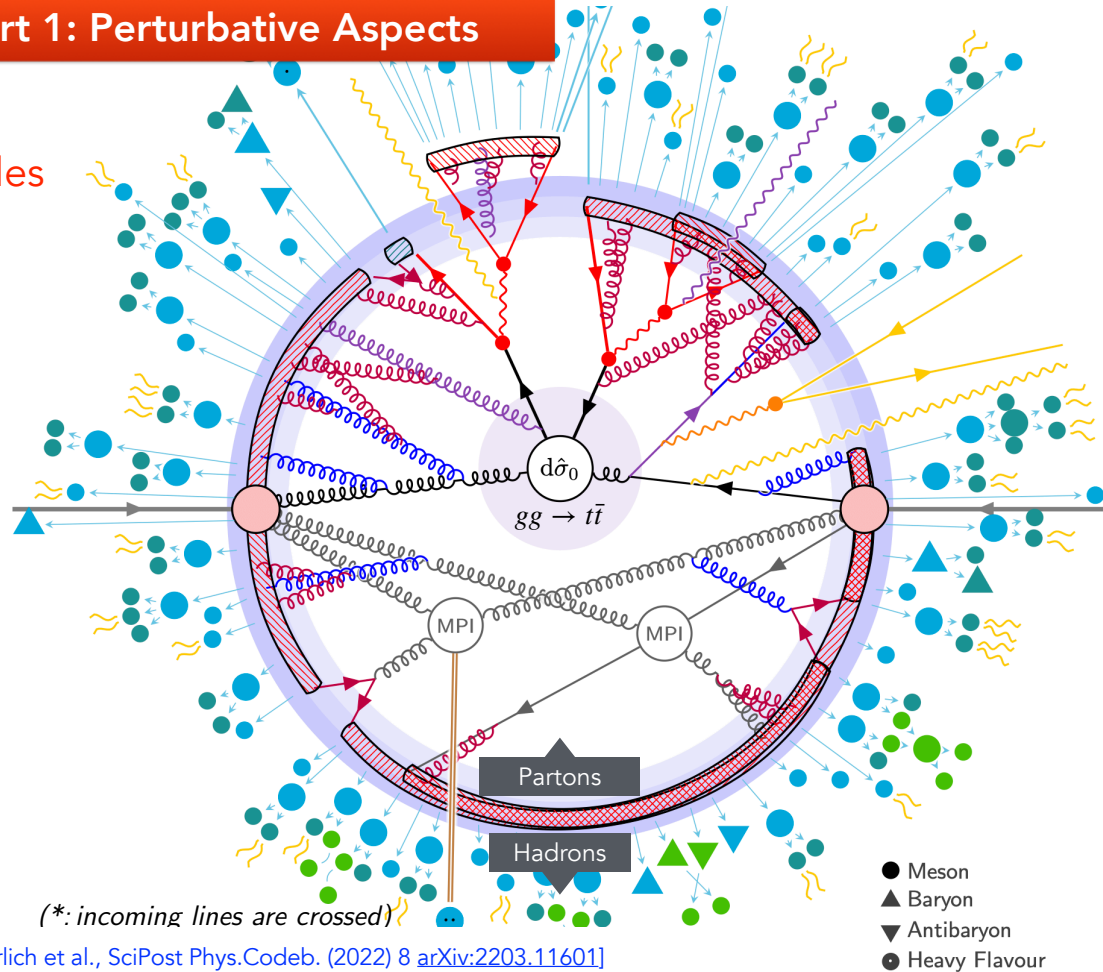 rt 1: Perturbative Aspects
les
dσ̂₀
gg → tt̄
MPI
MPI
Partons
Hadrons
Meson
Baryon
Antibaryon
Heavy Flavour
(*: incoming lines are crossed)
rlich et al., SciPost Phys.Codeb. (2022) 8 arXiv:2203.11601]